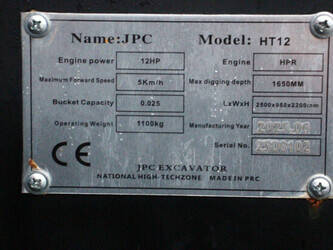 Name:JPC Model: HT12
Engine power 12HP Engine HPR
Maximum Forward Speed 5Km/h Max digging-depth 1650MM
Bucket Capacity 0.025 LxWxH
Operating Weight 1100kg Manufacturing Year
Serial No.
CE
JPC EXCAVATOR
NATIONAL HIGH-TECHZONE MADE IN PRC